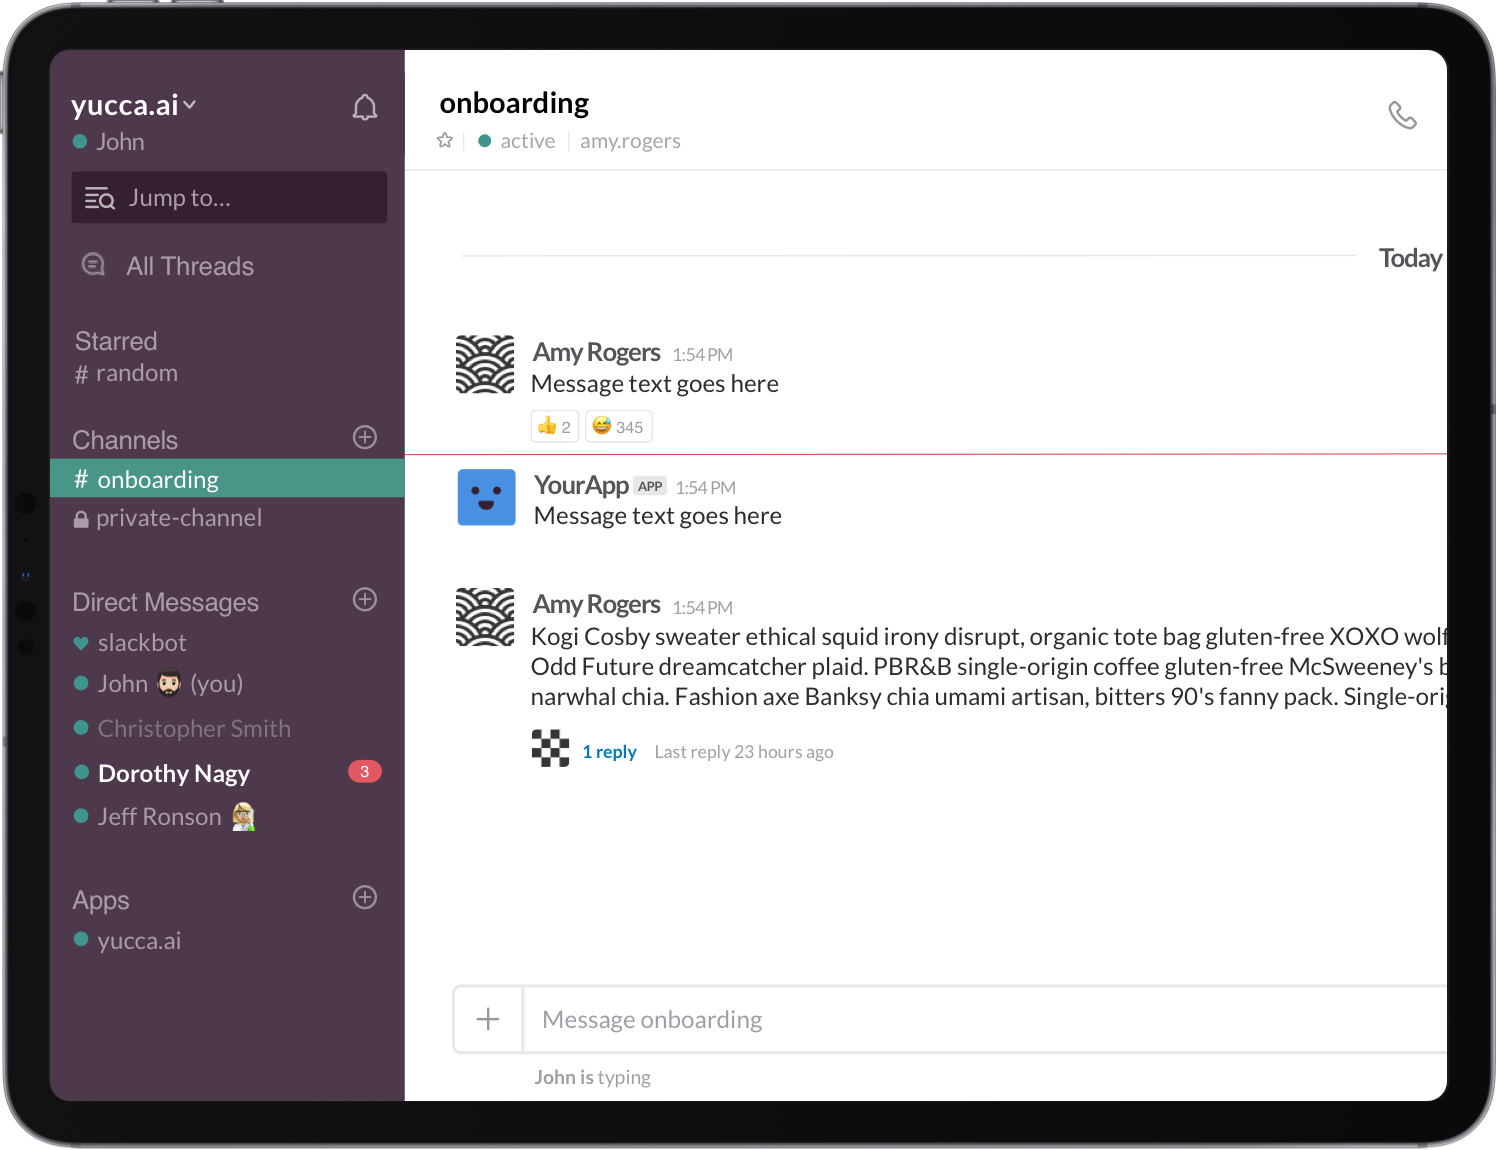 yucca.ai
John
Jump to...
All Threads
Starred
# random
Channels
# onboarding
private-channel
Direct Messages
slackbot
John (you)
Christopher Smith
Dorothy Nagy 3
Jeff Ronson
Apps
yucca.ai
onboarding
active amy.rogers
Today
Amy Rogers 1:54 PM
Message text goes here
2 345
YourApp APP 1:54 PM
Message text goes here
Amy Rogers 1:54 PM
Kogi Cosby sweater ethical squid irony disrupt, organic tote bag gluten-free XOXO wolf
Odd Future dreamcatcher plaid. PBR&B single-origin coffee gluten-free McSweeney's b
narwhal chia. Fashion axe Banksy chia umami artisan, bitters 90's fanny pack. Single-orig
1 reply Last reply 23 hours ago
+ Message onboarding
John is typing